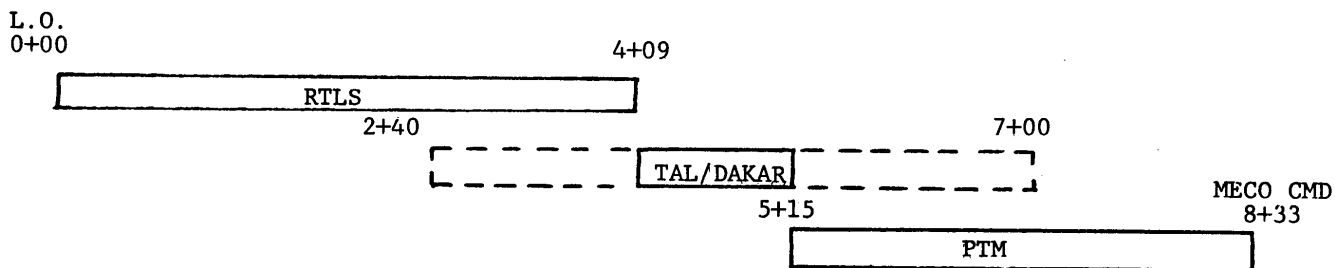 L.O.
0+00
4+09
RTLS
2+40
7+00
TAL/DAKAR
5+15
MECO CMD
8+33
PTM